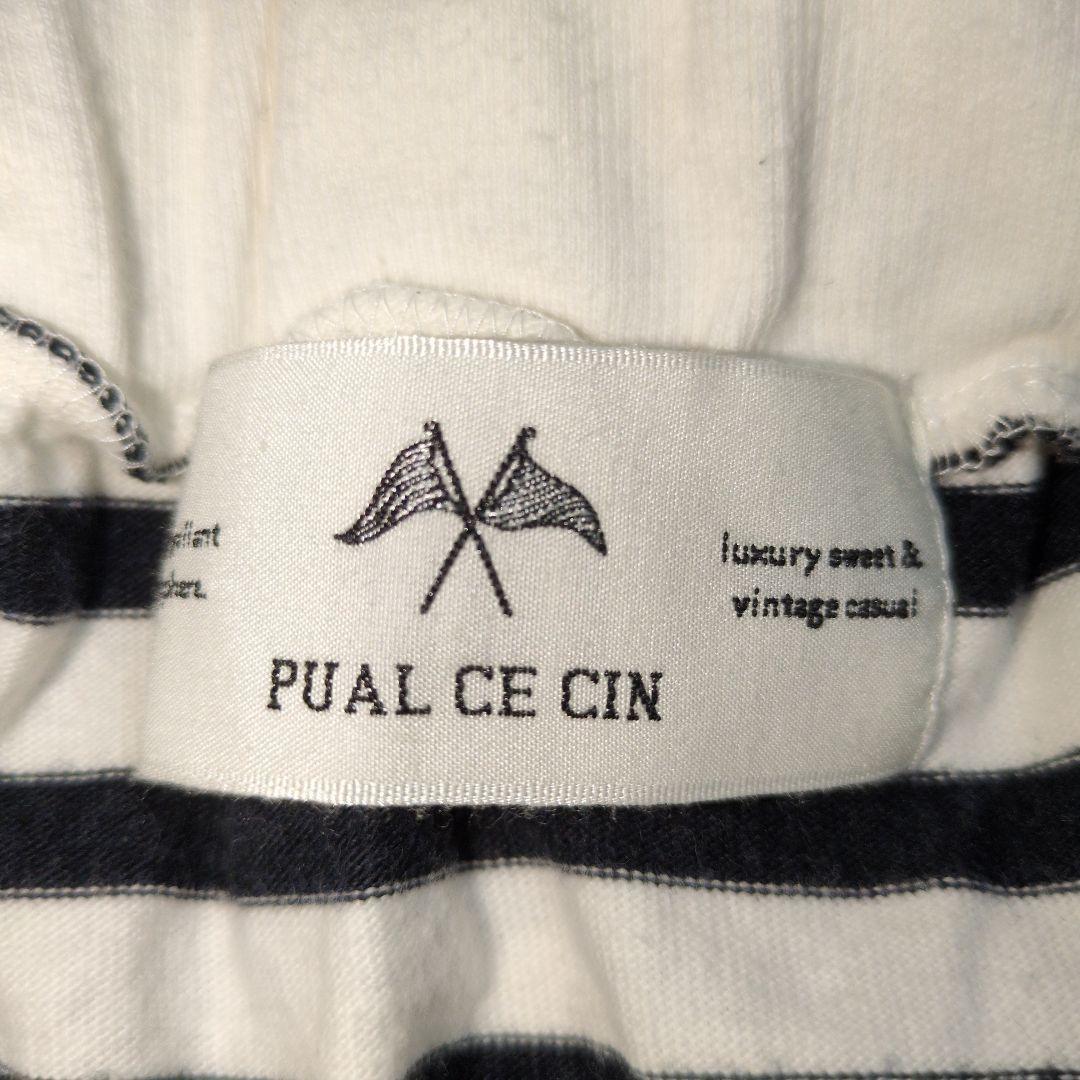 PUAL CE CIN
luxury sweet &
vintage casual